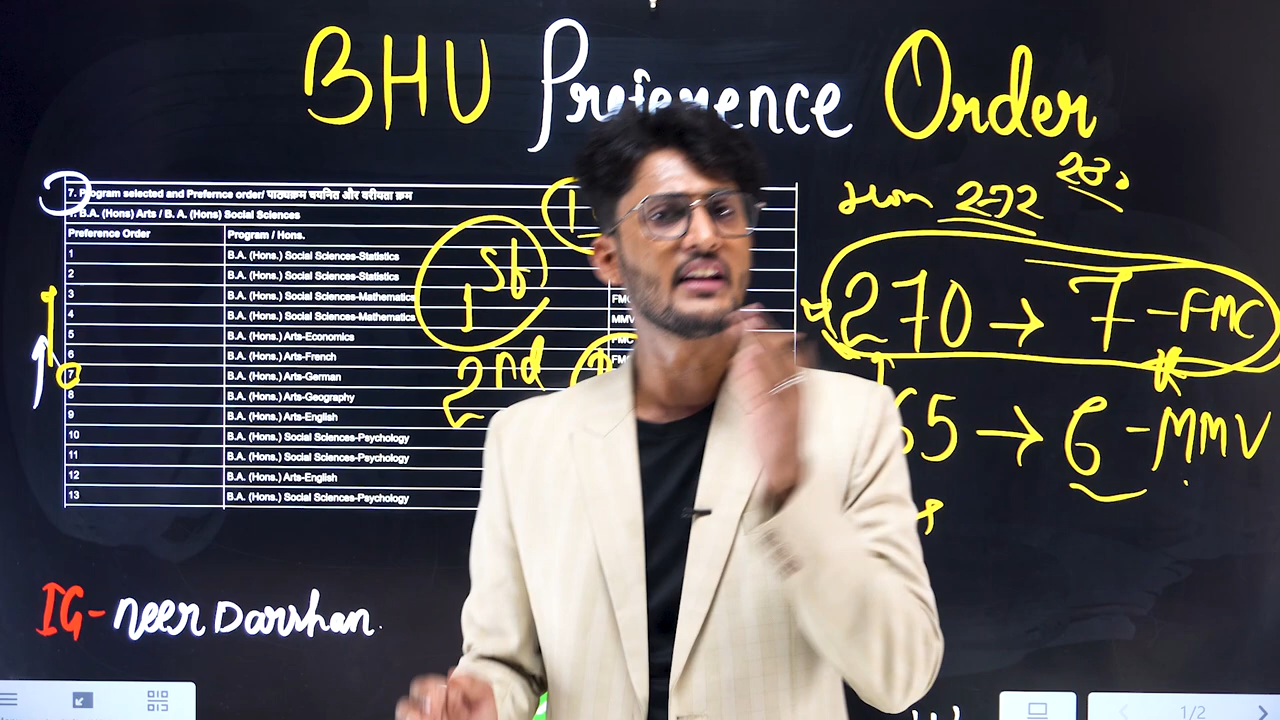 BHU Preference Order
7. Program selected and Prefernce order/ पाठ्यक्रम चयनित और वरीयता क्रम
1. B.A. (Hons) Arts / B. A. (Hons) Social Sciences
Preference Order Program / Hons.
1 B.A. (Hons.) Social Sciences-Statistics
2 B.A. (Hons.) Social Sciences-Statistics
3 B.A. (Hons.) Social Sciences-Mathematics
4 B.A. (Hons.) Social Sciences-Mathematics MMV
5 B.A. (Hons.) Arts-Economics
6 B.A. (Hons.) Arts-French
7 B.A. (Hons.) Arts-German
8 B.A. (Hons.) Arts-Geography
9 B.A. (Hons.) Arts-English
10 B.A. (Hons.) Social Sciences-Psychology
11 B.A. (Hons.) Social Sciences-Psychology
12 B.A. (Hons.) Arts-English
13 B.A. (Hons.) Social Sciences-Psychology
1st
2nd
272
270 → 7 - FMC
65 → 6 - MMV
IG- neer Darshan.
1/2